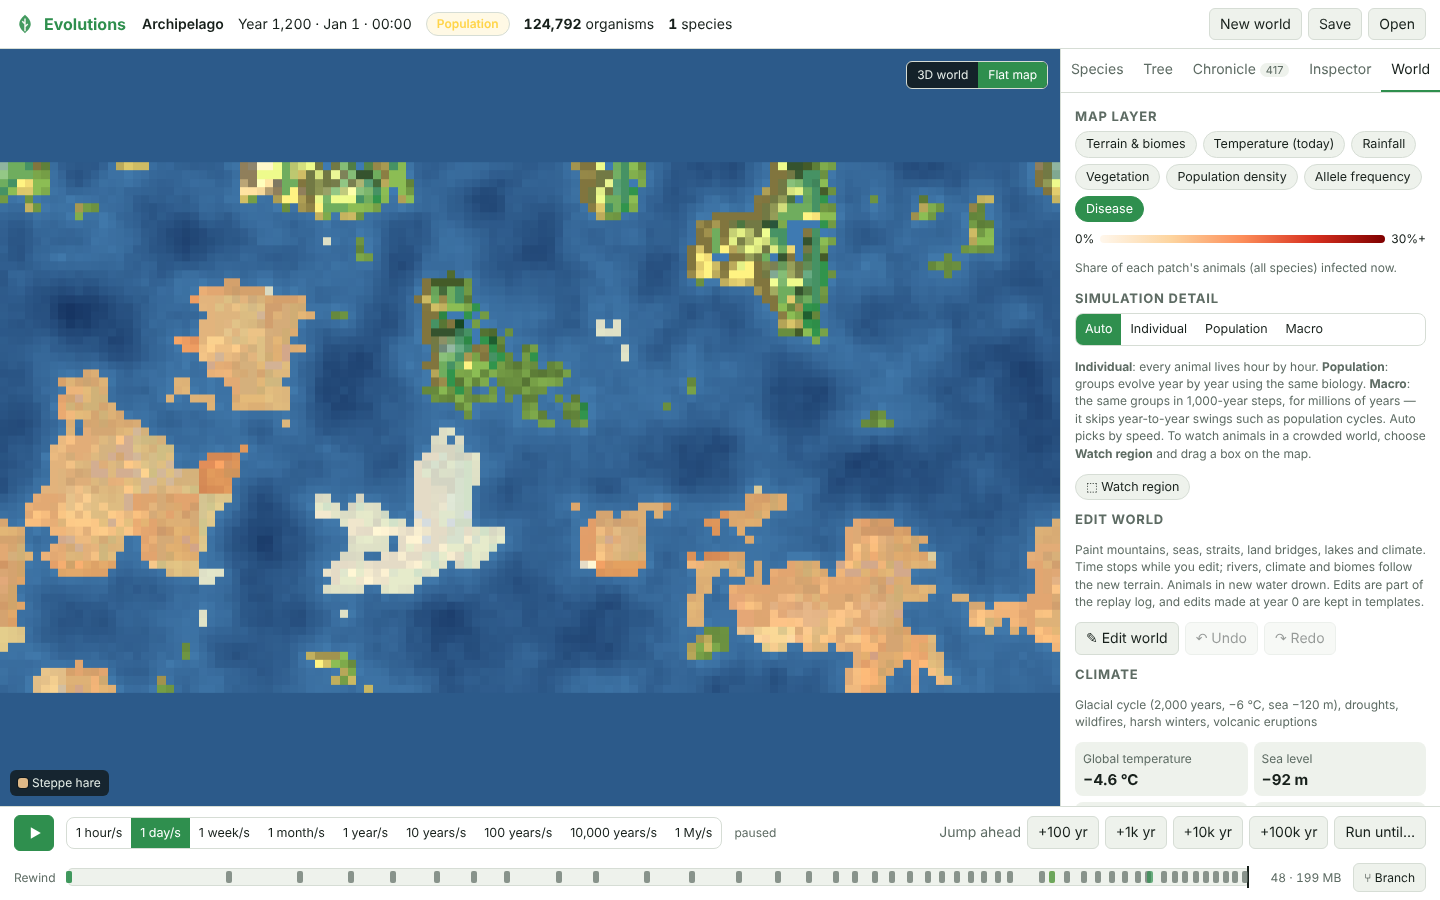 Evolutions
Archipelago
Year 1,200 · Jan 1 · 00:00
Population
124,792 organisms
1 species
New world
Save
Open
3D world
Flat map
Species
Tree
Chronicle 417
Inspector
World
MAP LAYER
Terrain & biomes
Temperature (today)
Rainfall
Vegetation
Population density
Allele frequency
Disease
0%
30%+
Share of each patch's animals (all species) infected now.
SIMULATION DETAIL
Auto
Individual
Population
Macro
Individual: every animal lives hour by hour. Population:
groups evolve year by year using the same biology. Macro:
the same groups in 1,000-year steps, for millions of years —
it skips year-to-year swings such as population cycles. Auto
picks by speed. To watch animals in a crowded world, choose
Watch region and drag a box on the map.
Watch region
EDIT WORLD
Paint mountains, seas, straits, land bridges, lakes and climate.
Time stops while you edit; rivers, climate and biomes follow
the new terrain. Animals in new water drown. Edits are part of
the replay log, and edits made at year 0 are kept in templates.
✎ Edit world
↶ Undo
↷ Redo
CLIMATE
Glacial cycle (2,000 years, −6 °C, sea −120 m), droughts,
wildfires, harsh winters, volcanic eruptions
Global temperature
−4.6 °C
Sea level
−92 m
Steppe hare
1 hour/s
1 day/s
1 week/s
1 month/s
1 year/s
10 years/s
100 years/s
10,000 years/s
1 My/s
paused
Jump ahead
+100 yr
+1k yr
+10k yr
+100k yr
Run until…
Rewind
48 · 199 MB
Branch